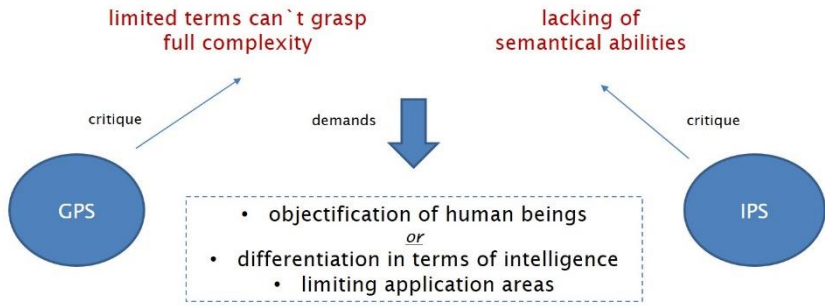 limited terms can`t grasp
full complexity
lacking of
semantical abilities
critique
demands
critique
GPS
IPS
• objectification of human beings
or
• differentiation in terms of intelligence
• limiting application areas